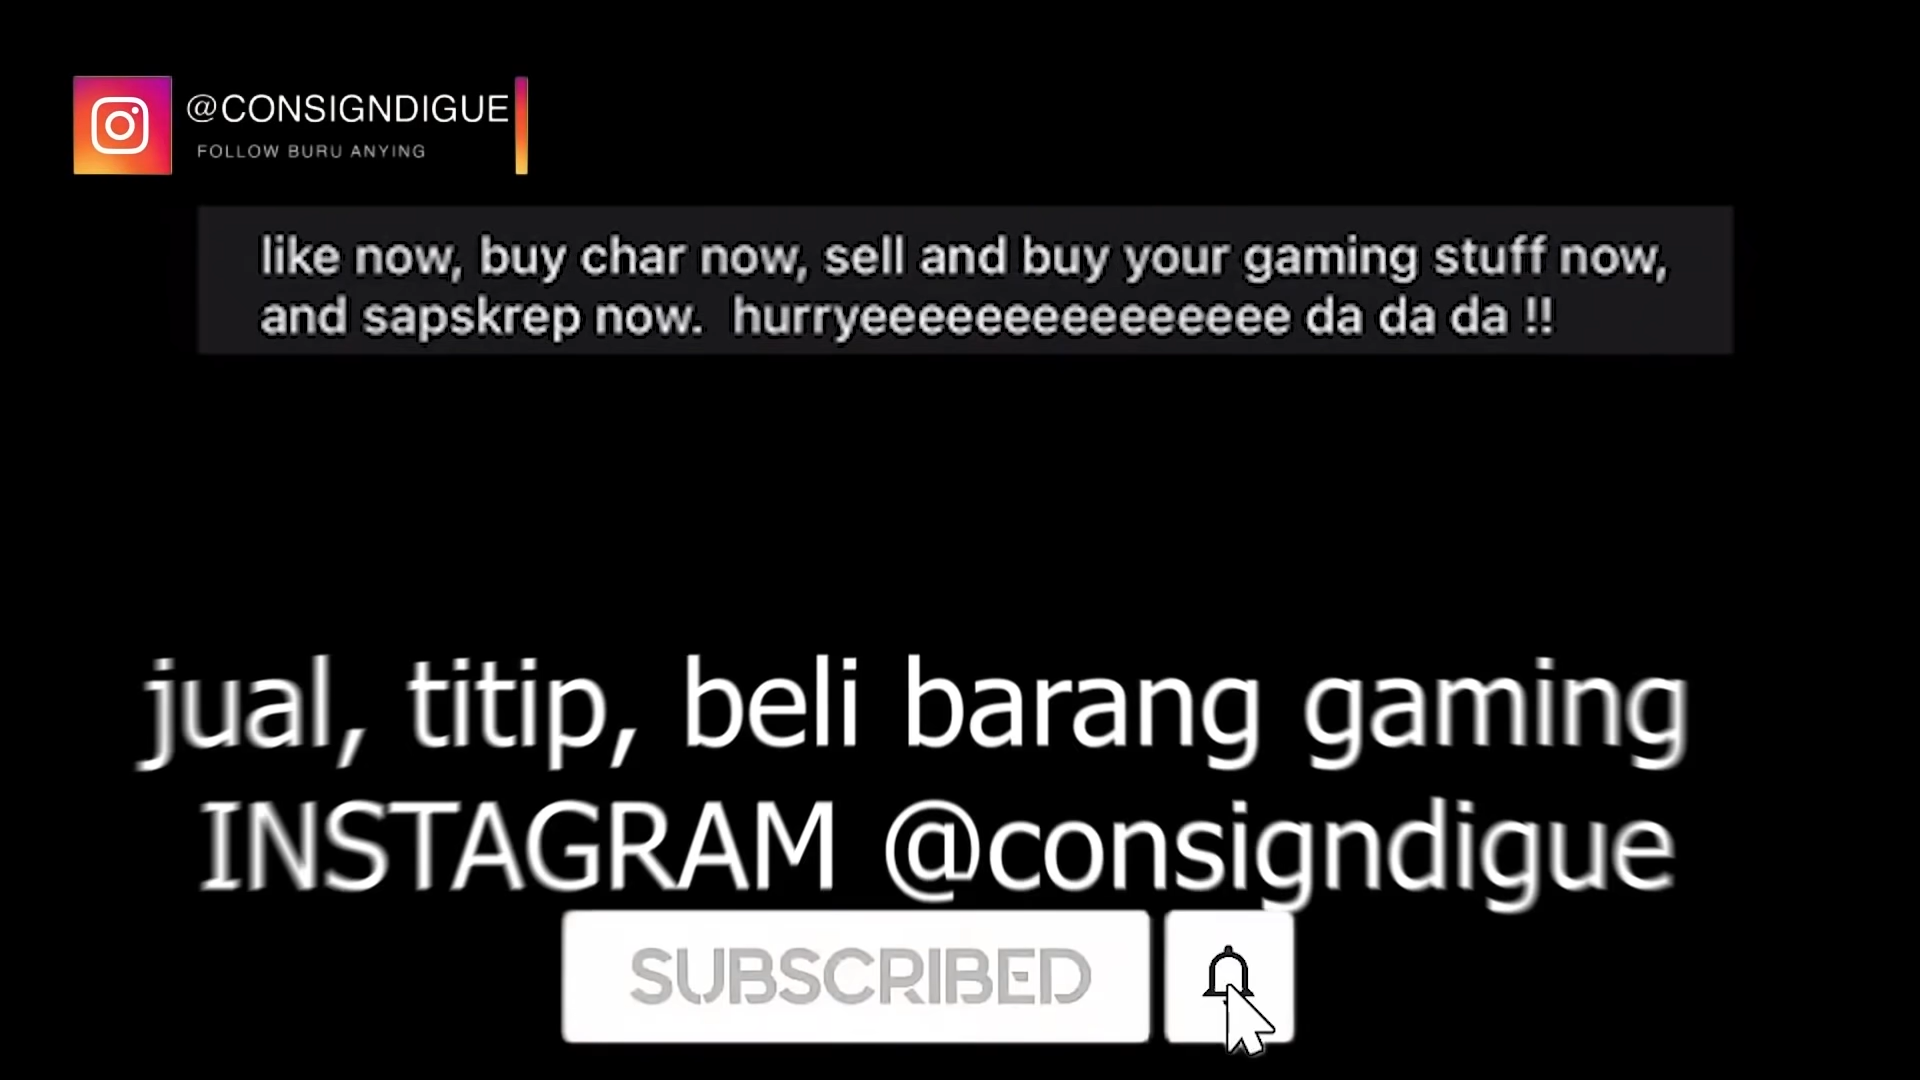 @CONSIGNDIGUE
FOLLOW BURU ANYING
like now, buy char now, sell and buy your gaming stuff now,
and sapskrep now. hurryeeeeeeeeeeeeeee da da da !!
jual, titip, beli barang gaming
INSTAGRAM @consigndigue
SUBSCRIBED